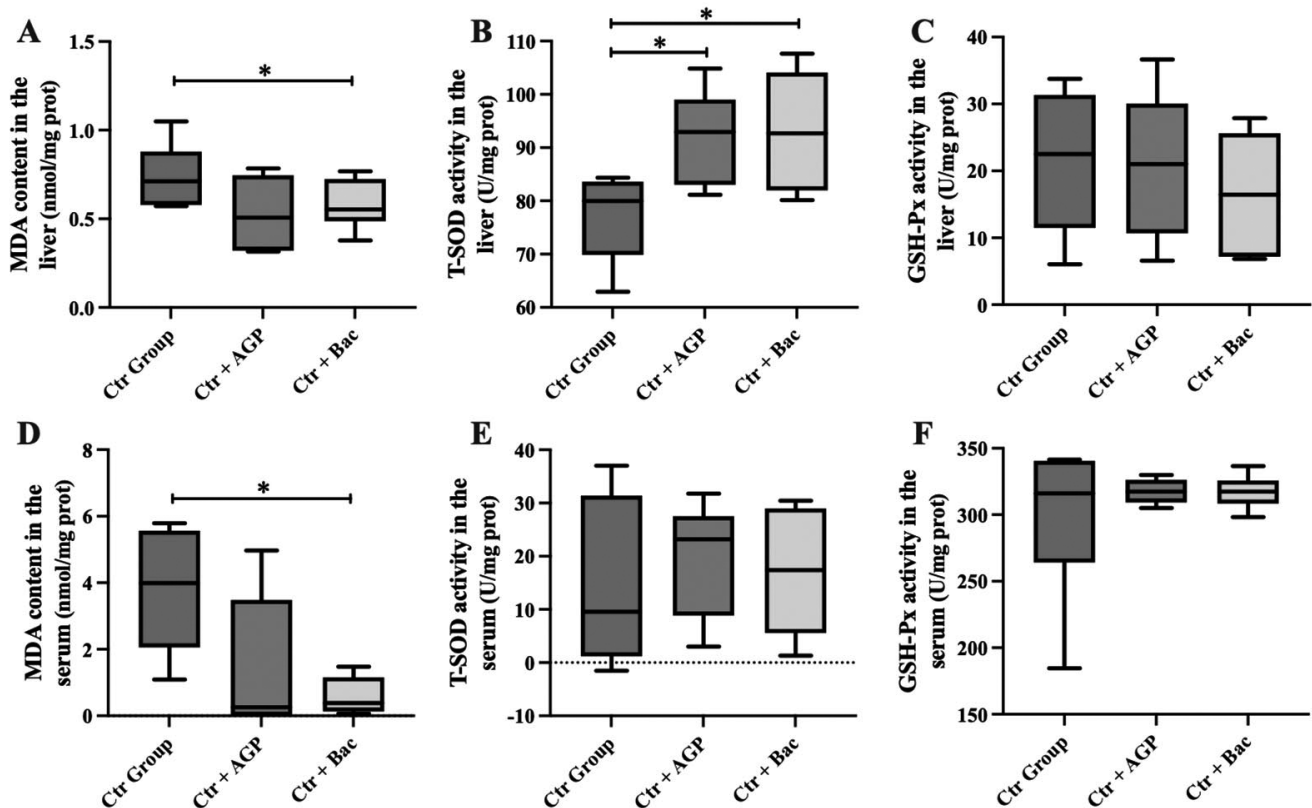 A
MDA content in the
liver (nmol/mg prot)
1.5
1.0
0.5
0.0
*
Ctr Group
Ctr + AGP
Ctr + Bac
B
T-SOD activity in the
liver (U/mg prot)
110
100
90
80
70
60
*
*
Ctr Group
Ctr + AGP
Ctr + Bac
C
GSH-Px activity in the
liver (U/mg prot)
40
30
20
10
0
Ctr Group
Ctr + AGP
Ctr + Bac
D
MDA content in the
serum (nmol/mg prot)
8
6
4
2
0
*
Ctr Group
Ctr + AGP
Ctr + Bac
E
T-SOD activity in the
serum (U/mg prot)
40
30
20
10
0
-10
Ctr Group
Ctr + AGP
Ctr + Bac
F
GSH-Px activity in the
serum (U/mg prot)
350
300
250
200
150
Ctr Group
Ctr + AGP
Ctr + Bac